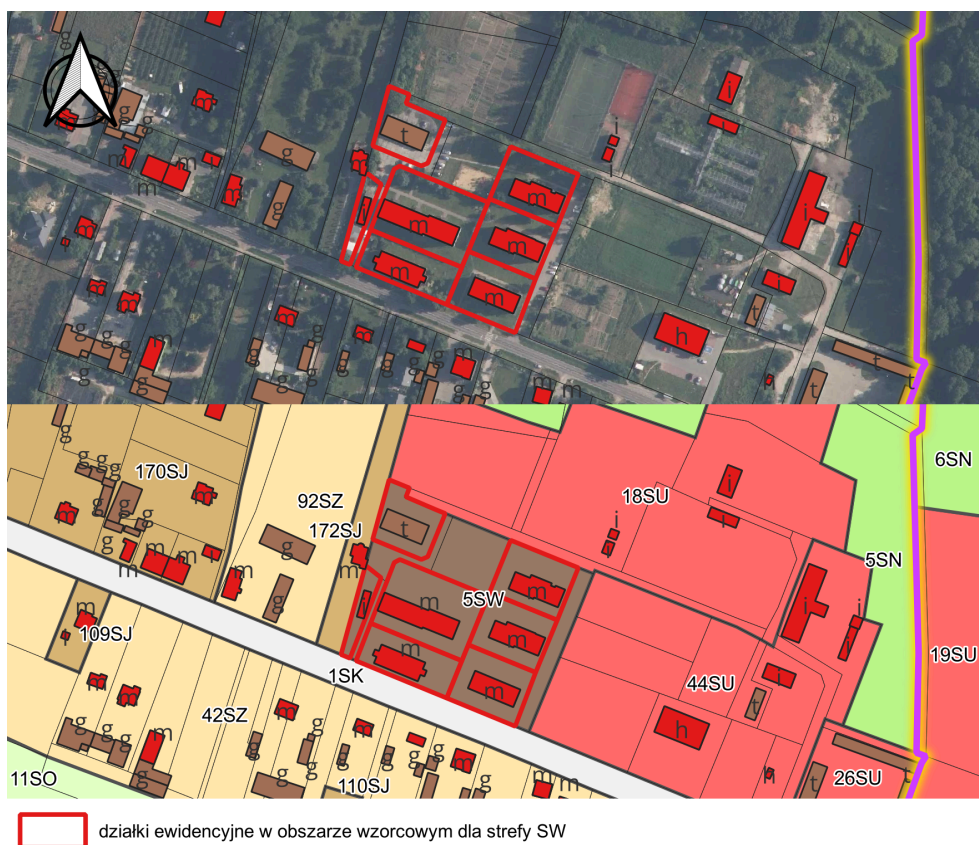 g
g
g
g
m
m
m
t
i
i
i
i
g
m
m
m
m
g
m
m
m
i
m
m
m
i
m
m
m
m
h
t
g
g
g
g
g
m
g
g
g
m
g
g
m
m
t
t
t
6SN
170SJ
92SZ
172SJ
18SU
5SN
5SW
109SJ
1SK
44SU
19SU
42SZ
11SO
110SJ
26SU
działki ewidencyjne w obszarze wzorcowym dla strefy SW